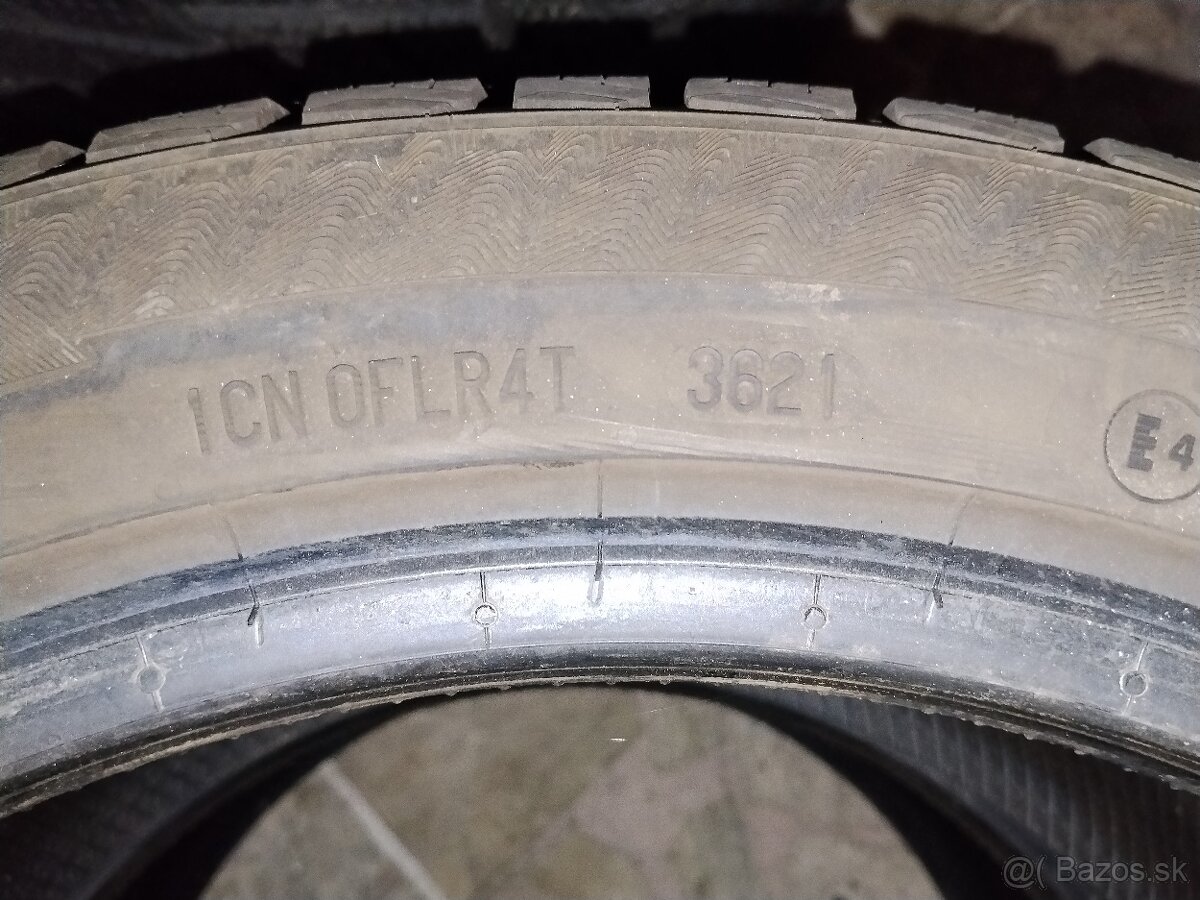 1CN 0FLR4T 3621
E4
@( Bazos.sk